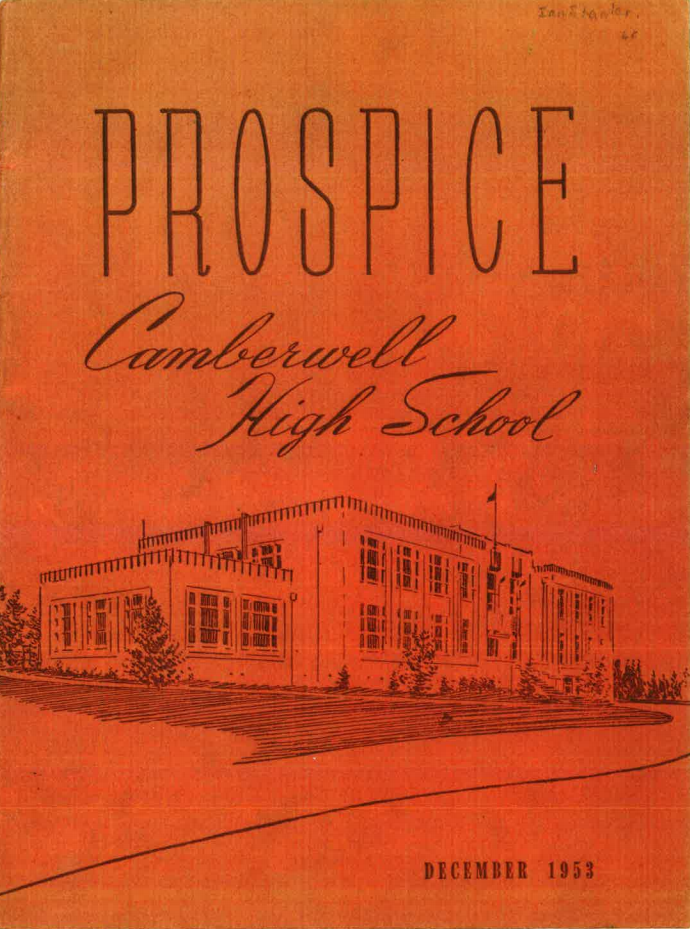 PROSPICE
Camberwell
High School
DECEMBER 1953